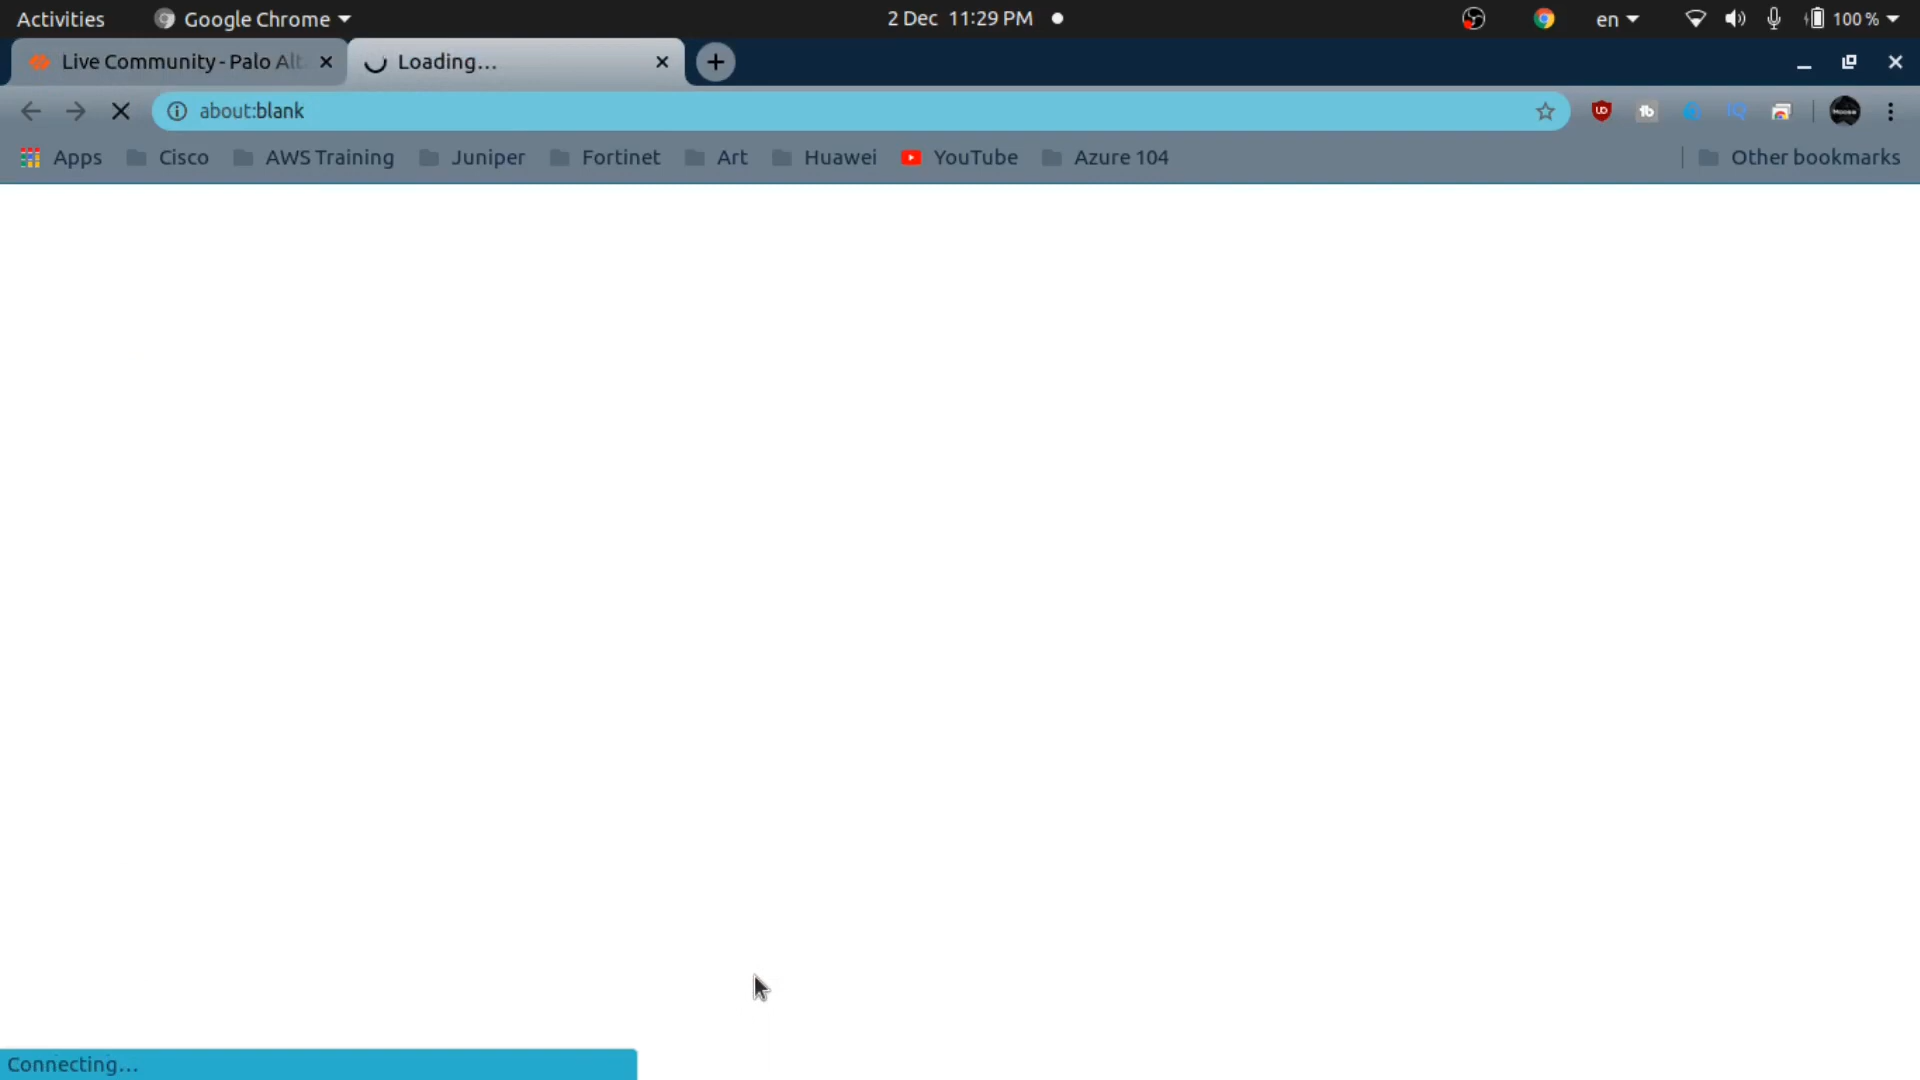 Activities Google Chrome 2 Dec 11:29 PM en 100 %
Live Community - Palo Alt Loading...
about:blank
Apps Cisco AWS Training Juniper Fortinet Art Huawei YouTube Azure 104 Other bookmarks
Connecting...